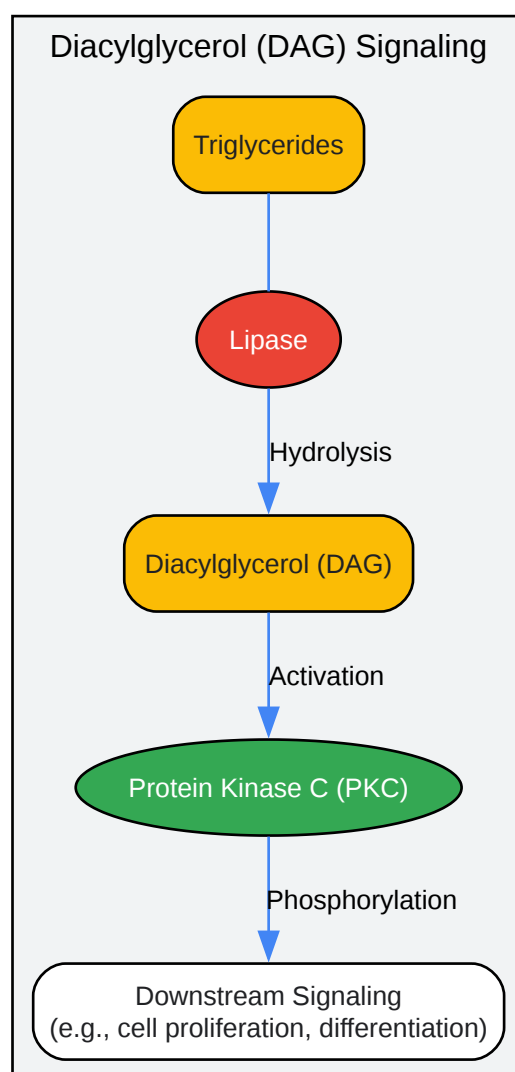 Diacylglycerol (DAG) Signaling
Triglycerides
Lipase
Hydrolysis
Diacylglycerol (DAG)
Activation
Protein Kinase C (PKC)
Phosphorylation
Downstream Signaling
(e.g., cell proliferation, differentiation)